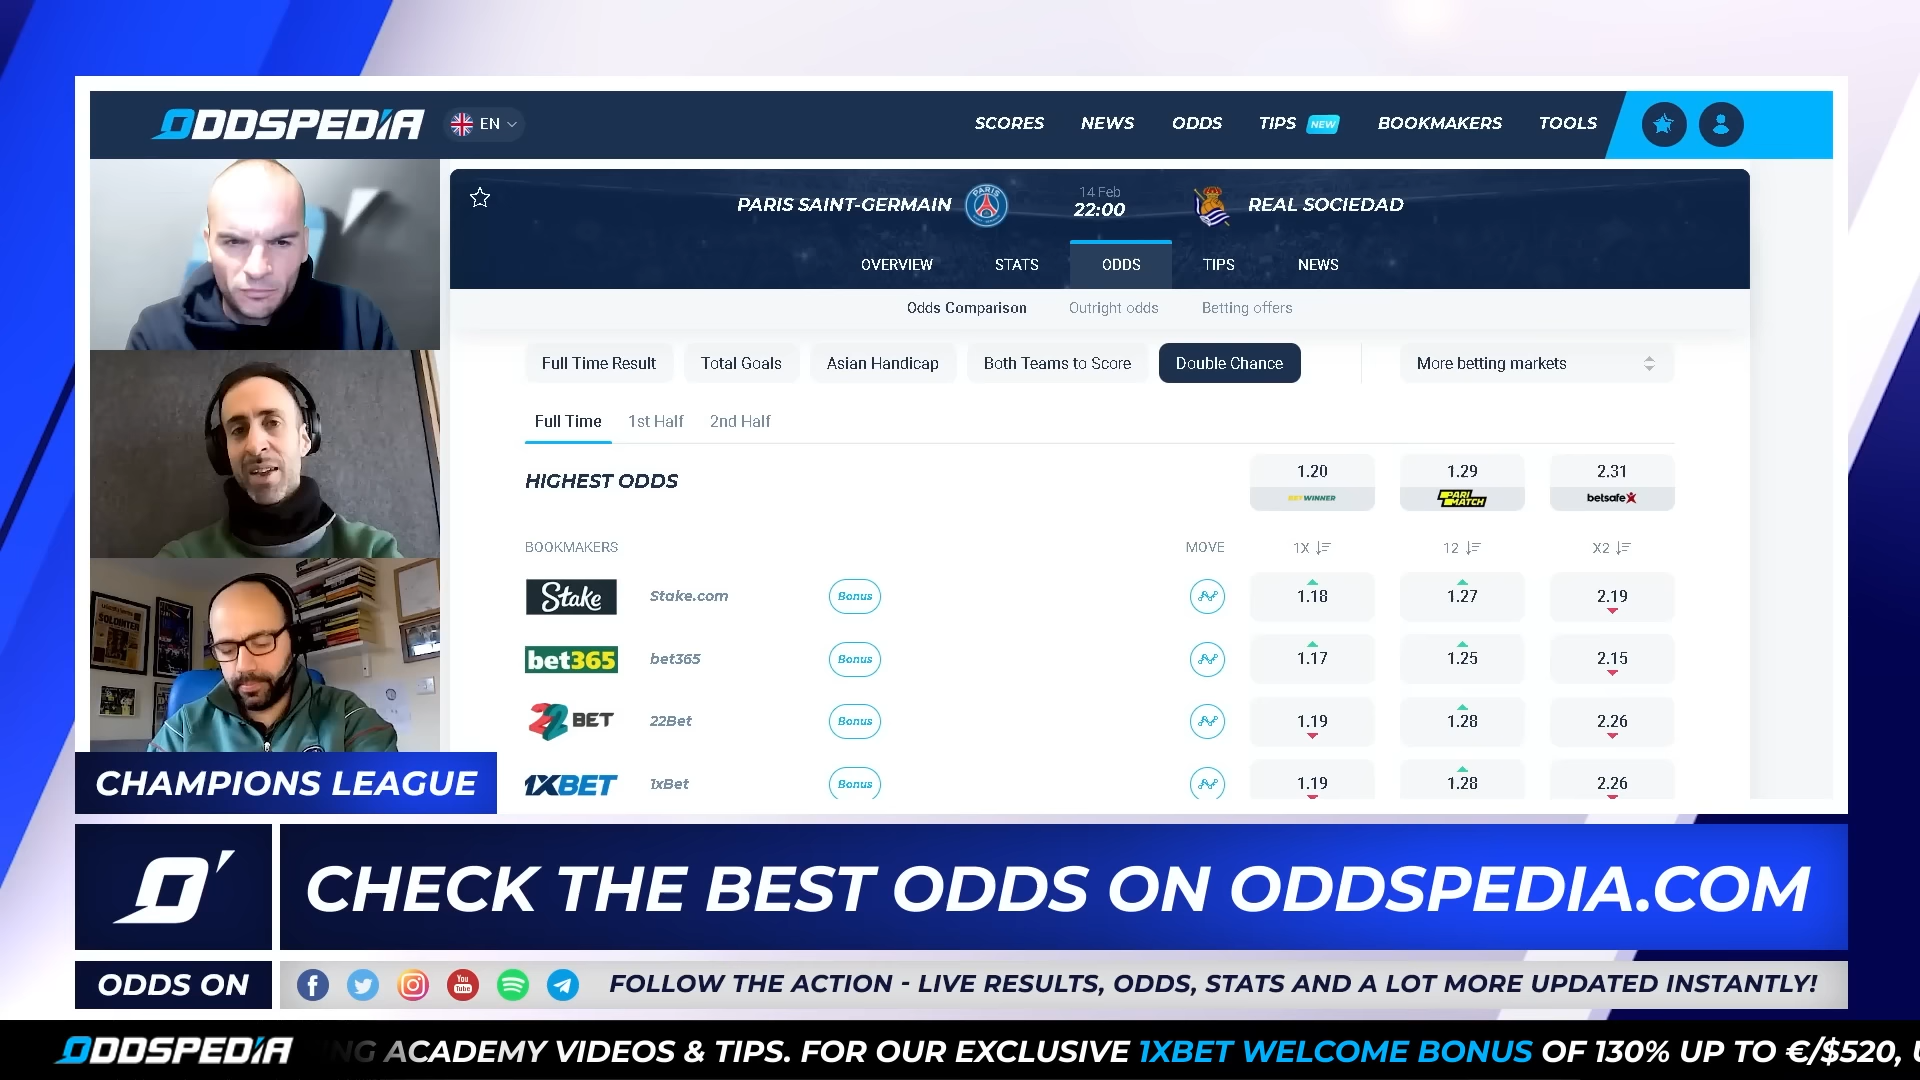 ODDSPEDIA EN SCORES NEWS ODDS TIPS NEW BOOKMAKERS TOOLS
PARIS SAINT-GERMAIN PARIS 14 Feb 22:00 REAL SOCIEDAD
OVERVIEW STATS ODDS TIPS NEWS
Odds Comparison Outright odds Betting offers
Full Time Result Total Goals Asian Handicap Both Teams to Score Double Chance More betting markets
Full Time 1st Half 2nd Half
HIGHEST ODDS 1.20 1.29 2.31
BETWINNER PARI MATCH betsafe
BOOKMAKERS MOVE 1X 12 X2
Stake Stake.com Bonus 1.18 1.27 2.19
bet365 bet365 Bonus 1.17 1.25 2.15
22BET 22Bet Bonus 1.19 1.28 2.26
1XBET 1xBet Bonus 1.19 1.28 2.26
CHAMPIONS LEAGUE
CHECK THE BEST ODDS ON ODDSPEDIA.COM
ODDS ON You Tube FOLLOW THE ACTION - LIVE RESULTS, ODDS, STATS AND A LOT MORE UPDATED INSTANTLY!
ODDSPEDIA NG ACADEMY VIDEOS & TIPS. FOR OUR EXCLUSIVE 1XBET WELCOME BONUS OF 130% UP TO €/$520,